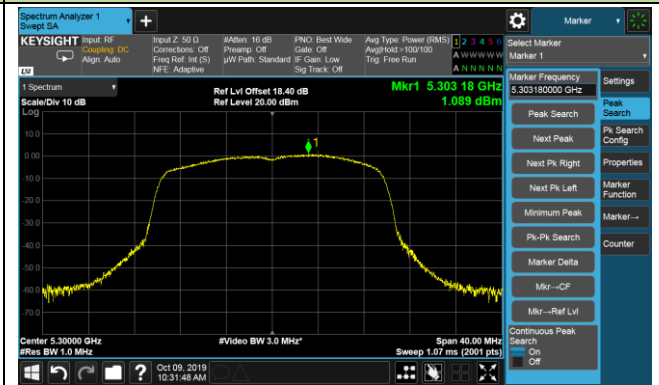 Spectrum Analyzer 1
Swept SA
Marker
KEYSIGHT
Input: RF
Coupling: DC
Align: Auto
Input Z: 50 Ω
Corrections: Off
Freq Ref: Int (S)
NFE: Adaptive
#Atten: 16 dB
Preamp: Off
µW Path: Standard
PNO: Best Wide
Gate: Off
IF Gain: Low
Sig Track: Off
Avg Type: Power (RMS)
Avg|Hold:>100/100
Trig: Free Run
1 2 3 4 5 6
A W W W W W
A N N N N N
Select Marker
Marker 1
LXI
1 Spectrum
Scale/Div 10 dB
Log
Ref Lvl Offset 18.40 dB
Ref Level 20.00 dBm
Mkr1 5.303 18 GHz
1.089 dBm
10.0
0.00
-10.0
-20.0
-30.0
-40.0
-50.0
-60.0
-70.0
1
Center 5.30000 GHz
#Res BW 1.0 MHz
#Video BW 3.0 MHz*
Span 40.00 MHz
Sweep 1.07 ms (2001 pts)
Marker Frequency
5.303180000 GHz
Peak Search
Next Peak
Next Pk Right
Next Pk Left
Minimum Peak
Pk-Pk Search
Marker Delta
Mkr→CF
Mkr→Ref Lvl
Continuous Peak
Search
On
Off
Settings
Peak
Search
Pk Search
Config
Properties
Marker
Function
Marker→
Counter
Oct 09, 2019
10:31:48 AM